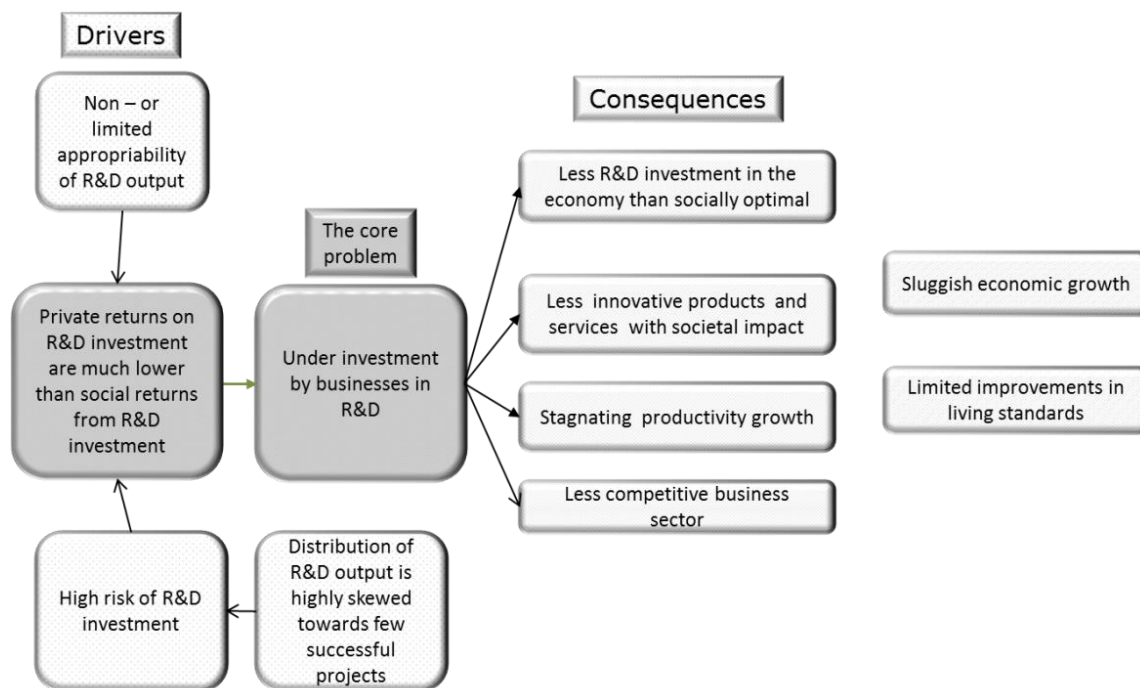 Drivers
Non – or
limited
appropriability
of R&D output
Private returns on
R&D investment
are much lower
than social returns
from R&D
investment
High risk of R&D
investment
Distribution of
R&D output is
highly skewed
towards few
successful
projects
The core
problem
Under investment
by businesses in
R&D
Consequences
Less R&D investment in the
economy than socially optimal
Less innovative products and
services with societal impact
Stagnating productivity growth
Less competitive business
sector
Sluggish economic growth
Limited improvements in
living standards